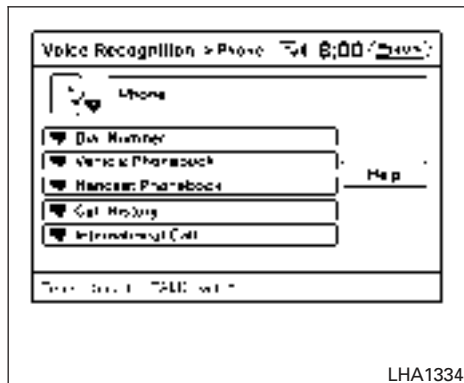 Voice Recognition > Phone 8:00
Phone
Dial Number
Vehicle Phonebook
Handset Phonebook
Help
Call History
International Call
LHA1334